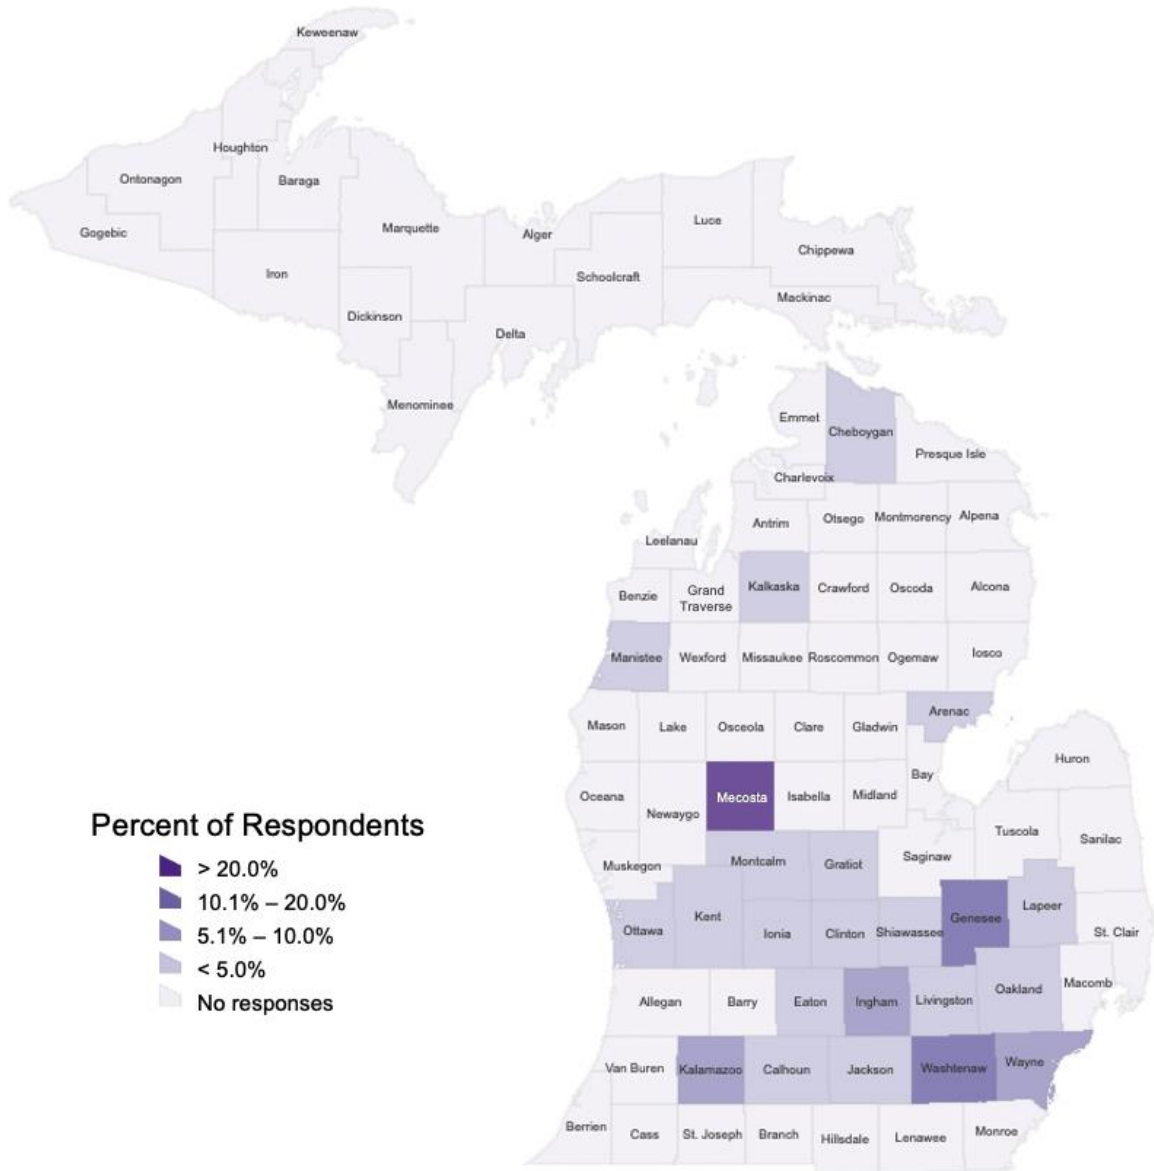 Keweenaw
Houghton
Ontonagon
Baraga
Gogebic
Marquette
Alger
Luce
Chippewa
Iron
Schoolcraft
Mackinac
Dickinson
Delta
Menominee
Emmet
Cheboygan
Presque Isle
Charlevoix
Antrim
Otsego
Montmorency
Alpena
Leelanau
Benzie
Grand
Traverse
Kalkaska
Crawford
Oscoda
Alcona
Manistee
Wexford
Missaukee
Roscommon
Ogemaw
Iosco
Arenac
Mason
Lake
Osceola
Clare
Gladwin
Huron
Bay
Oceana
Newaygo
Mecosta
Isabella
Midland
Tuscola
Sanilac
Muskegon
Montcalm
Gratiot
Saginaw
Ottawa
Kent
Ionia
Clinton
Shiawassee
Genesee
Lapeer
St. Clair
Allegan
Barry
Eaton
Ingham
Livingston
Oakland
Macomb
Van Buren
Kalamazoo
Calhoun
Jackson
Washtenaw
Wayne
Berrien
Cass
St. Joseph
Branch
Hillsdale
Lenawee
Monroe
Percent of Respondents
> 20.0%
10.1% – 20.0%
5.1% – 10.0%
< 5.0%
No responses